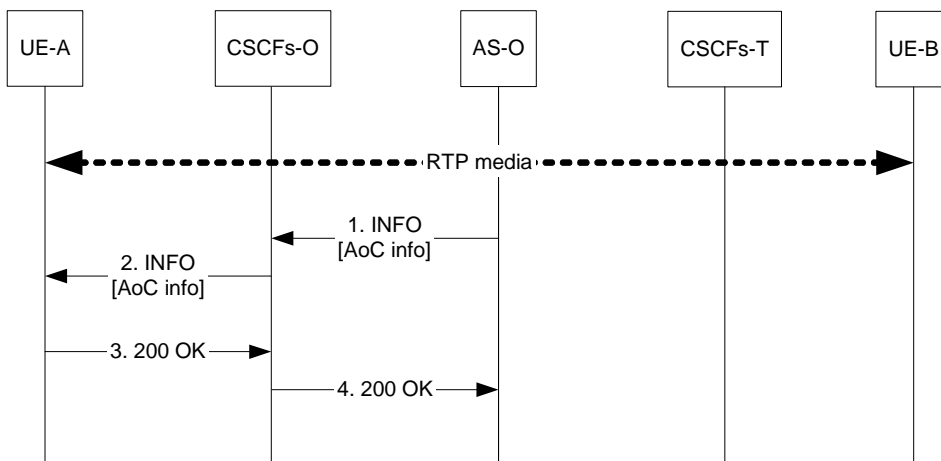 UE-A
CSCFs-O
AS-O
CSCFs-T
UE-B
RTP media
1. INFO
[AoC info]
2. INFO
[AoC info]
3. 200 OK
4. 200 OK